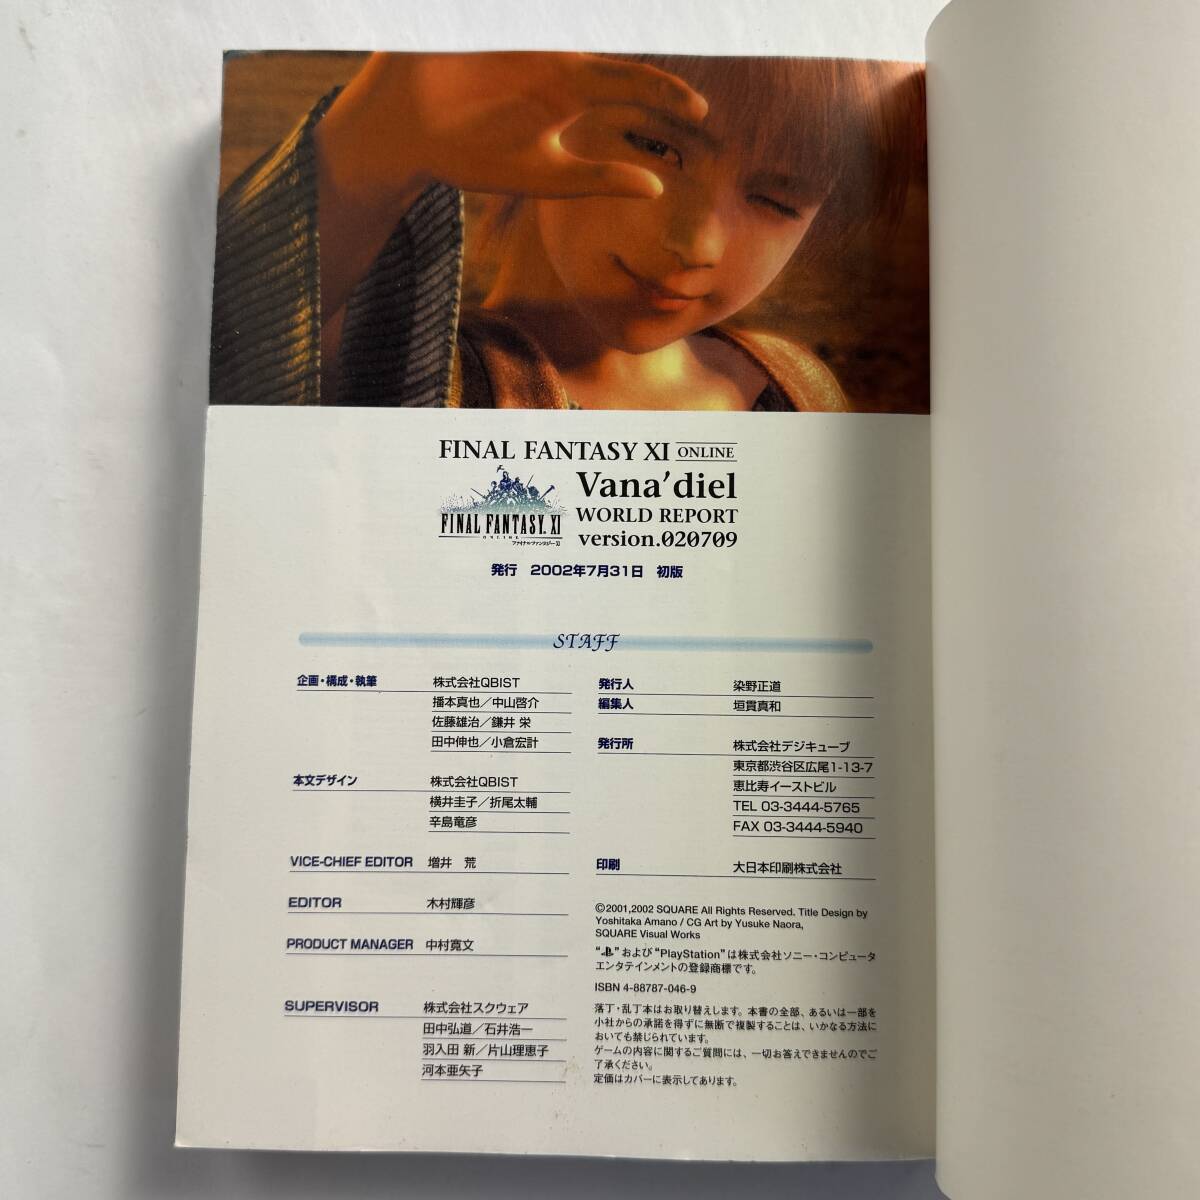 FINAL FANTASY XI ONLINE
Vana'diel
WORLD REPORT
version.020709
FINAL FANTASY XI
ONLINE
ファイナルファンタジーXI
発行 2002年7月31日 初版
STAFF
企画・構成・執筆 株式会社QBIST
播本真也／中山啓介
佐藤雄治／鎌井 栄
田中伸也／小倉宏計
本文デザイン 株式会社QBIST
横井圭子／折尾太輔
辛島竜彦
VICE-CHIEF EDITOR 増井 荒
EDITOR 木村輝彦
PRODUCT MANAGER 中村寛文
SUPERVISOR 株式会社スクウェア
田中弘道／石井浩一
羽入田 新／片山理恵子
河本亜矢子
発行人 染野正道
編集人 垣貫真和
発行所 株式会社デジキューブ
東京都渋谷区広尾1-13-7
恵比寿イーストビル
TEL 03-3444-5765
FAX 03-3444-5940
印刷 大日本印刷株式会社
©2001,2002 SQUARE All Rights Reserved. Title Design by
Yoshitaka Amano / CG Art by Yusuke Naora,
SQUARE Visual Works
“ ”および“PlayStation”は株式会社ソニー・コンピュータ
エンタテインメントの登録商標です。
ISBN 4-88787-046-9
落丁・乱丁本はお取り替えします。本書の全部、あるいは一部を
小社からの承諾を得ずに無断で複製することは、いかなる方法に
おいても禁じられています。
ゲームの内容に関するご質問には、一切お答えできませんのでご
了承ください。
定価はカバーに表示してあります。